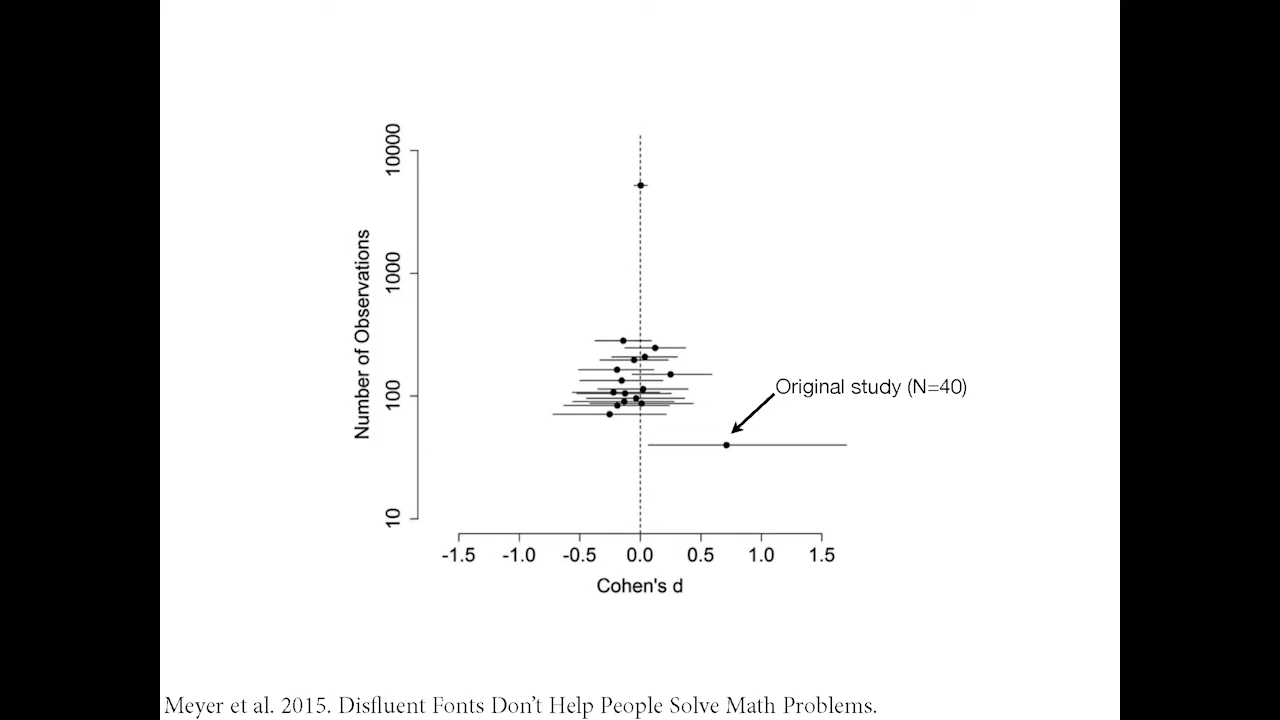 10000
1000
100
10
Number of Observations
Original study (N=40)
-1.5 -1.0 -0.5 0.0 0.5 1.0 1.5
Cohen's d
Meyer et al. 2015. Disfluent Fonts Don’t Help People Solve Math Problems.